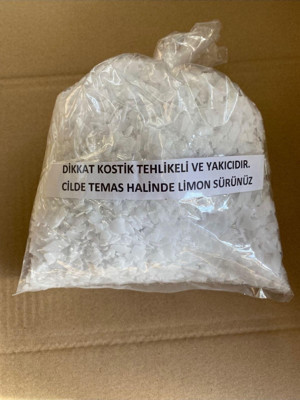 DİKKAT KOSTİK TEHLİKELİ VE YAKICIDIR.
CİLDE TEMAS HALİNDE LİMON SÜRÜNÜZ